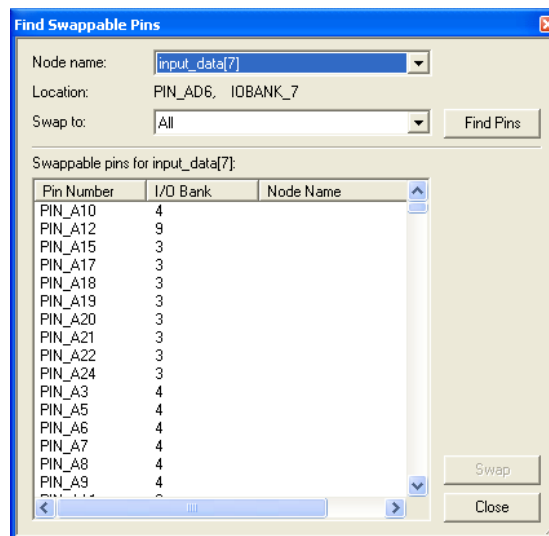 Find Swappable Pins
Node name: input_data[7]
Location: PIN_AD6, IOBANK_7
Swap to: All Find Pins
Swappable pins for input_data[7]:
Pin Number I/O Bank Node Name
PIN_A10 4
PIN_A12 9
PIN_A15 3
PIN_A17 3
PIN_A18 3
PIN_A19 3
PIN_A20 3
PIN_A21 3
PIN_A22 3
PIN_A24 3
PIN_A3 4
PIN_A5 4
PIN_A6 4
PIN_A7 4
PIN_A8 4
PIN_A9 4
Swap
Close